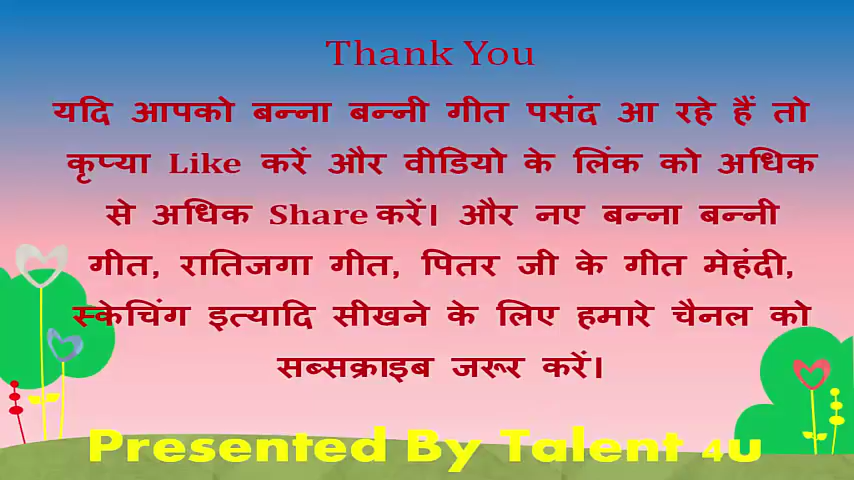 Thank You
यदि आपको बन्ना बन्नी गीत पसंद आ रहे हैं तो
कृप्या Like करें और वीडियो के लिंक को अधिक
से अधिक Share करें। और नए बन्ना बन्नी
गीत, रातिजगा गीत, पितर जी के गीत मेहंदी,
स्केचिंग इत्यादि सीखने के लिए हमारे चैनल को
सब्सक्राइब जरूर करें।
Presented By Talent 4u